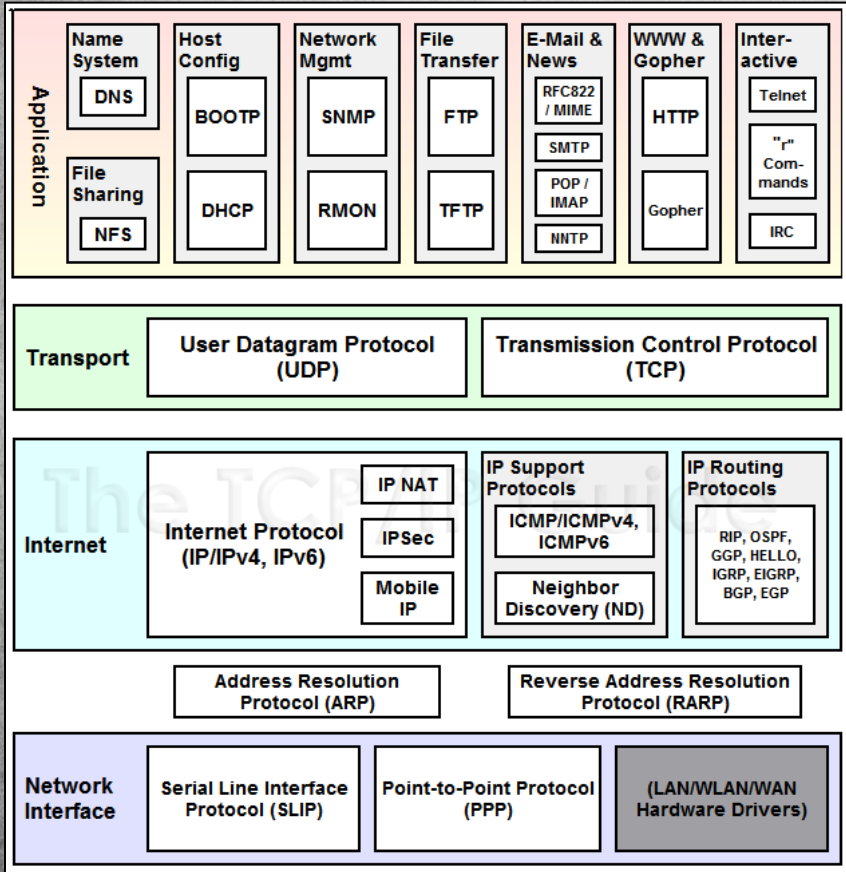 Application
Name
System
DNS
File
Sharing
NFS
Host
Config
BOOTP
DHCP
Network
Mgmt
SNMP
RMON
File
Transfer
FTP
TFTP
E-Mail &
News
RFC822
/ MIME
SMTP
POP /
IMAP
NNTP
WWW &
Gopher
HTTP
Gopher
Inter-
active
Telnet
"r"
Com-
mands
IRC
Transport
User Datagram Protocol
(UDP)
Transmission Control Protocol
(TCP)
The TCP/IP Guide
Internet
Internet Protocol
(IP/IPv4, IPv6)
IP NAT
IPSec
Mobile
IP
IP Support
Protocols
ICMP/ICMPv4,
ICMPv6
Neighbor
Discovery (ND)
IP Routing
Protocols
RIP, OSPF,
GGP, HELLO,
IGRP, EIGRP,
BGP, EGP
Address Resolution
Protocol (ARP)
Reverse Address Resolution
Protocol (RARP)
Network
Interface
Serial Line Interface
Protocol (SLIP)
Point-to-Point Protocol
(PPP)
(LAN/WLAN/WAN
Hardware Drivers)